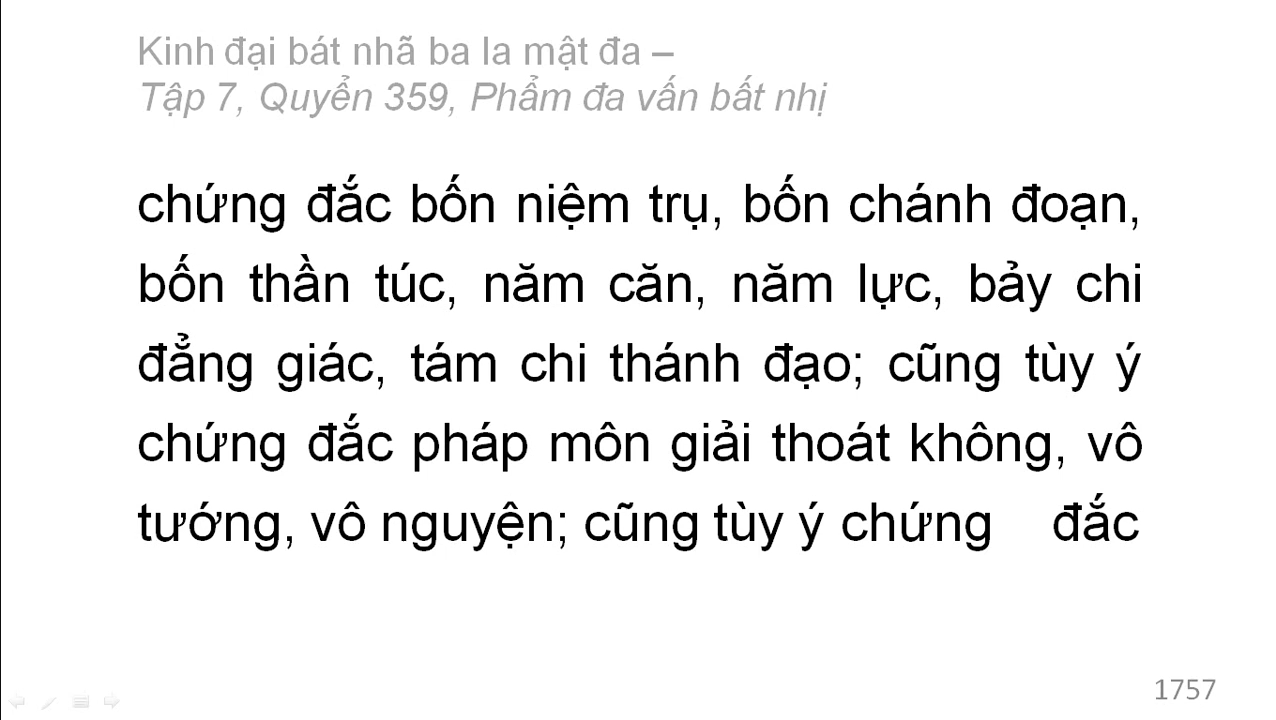 Kinh đại bát nhã ba la mật đa –
Tập 7, Quyển 359, Phẩm đa vấn bất nhị
chứng đắc bốn niệm trụ, bốn chánh đoạn,
bốn thần túc, năm căn, năm lực, bảy chi
đẳng giác, tám chi thánh đạo; cũng tùy ý
chứng đắc pháp môn giải thoát không, vô
tướng, vô nguyện; cũng tùy ý chứng đắc
1757